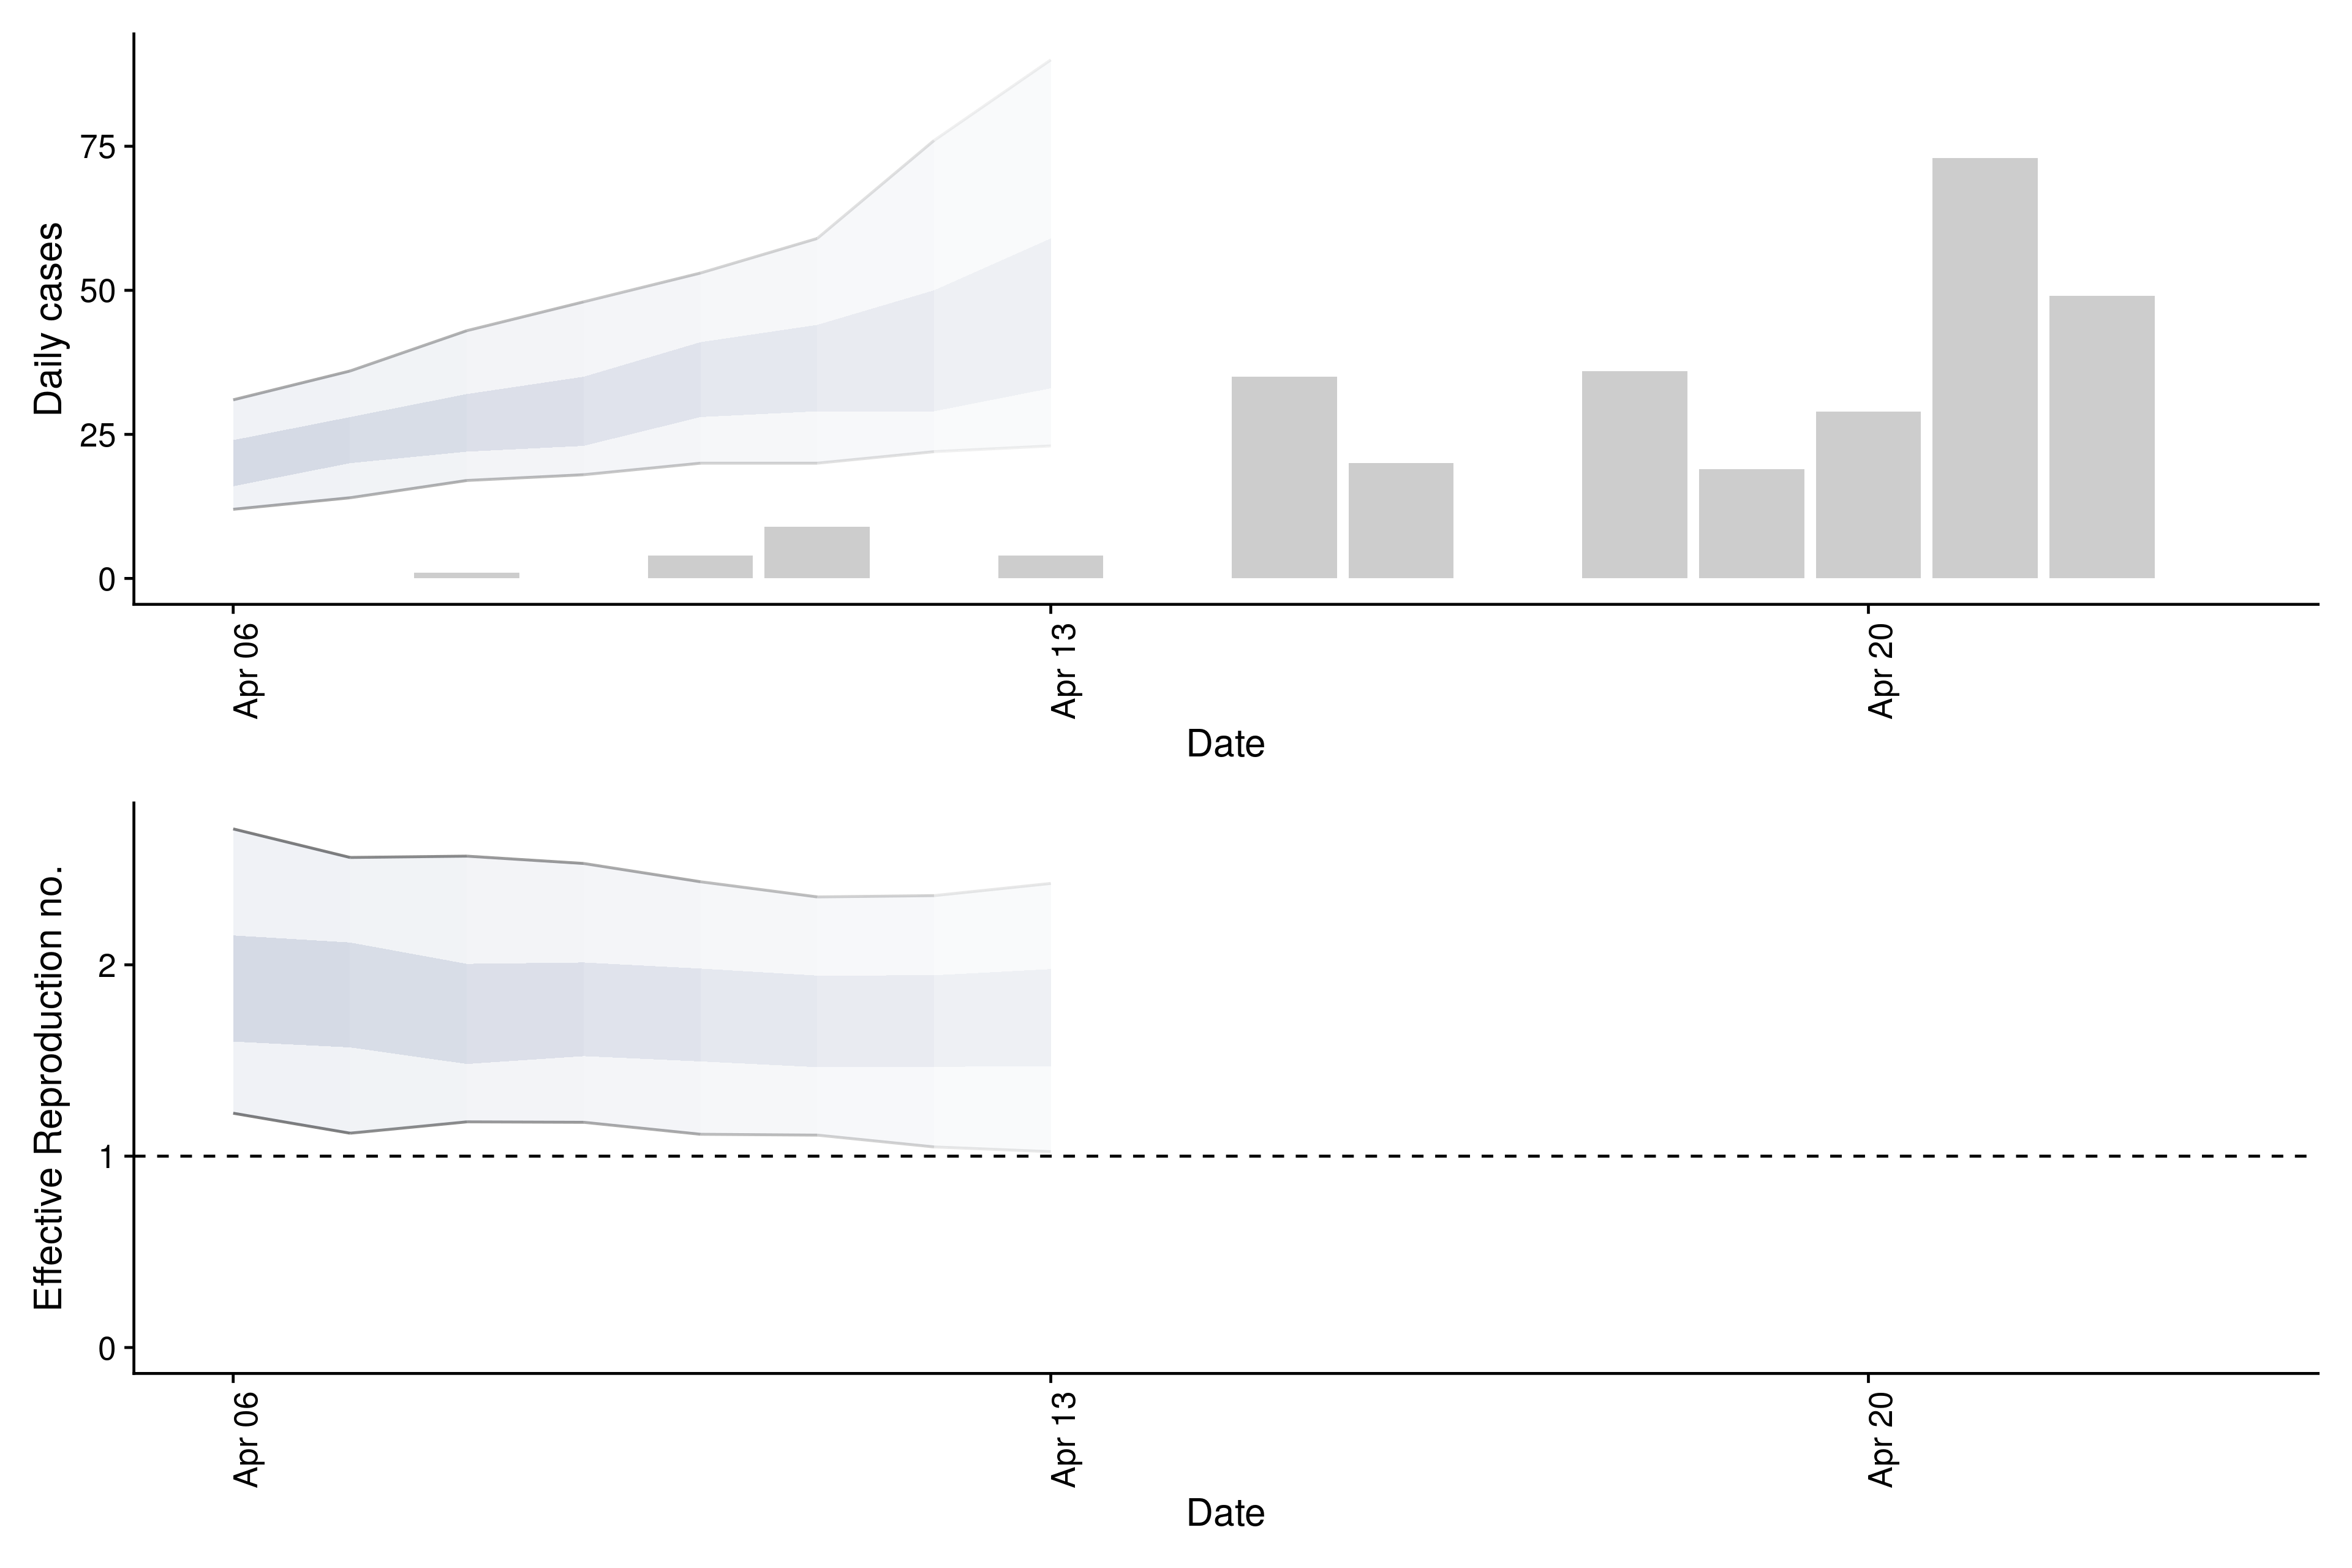 Daily cases
75
50
25
0
Apr 06
Apr 13
Apr 20
Date
Effective Reproduction no.
2
1
0
Apr 06
Apr 13
Apr 20
Date